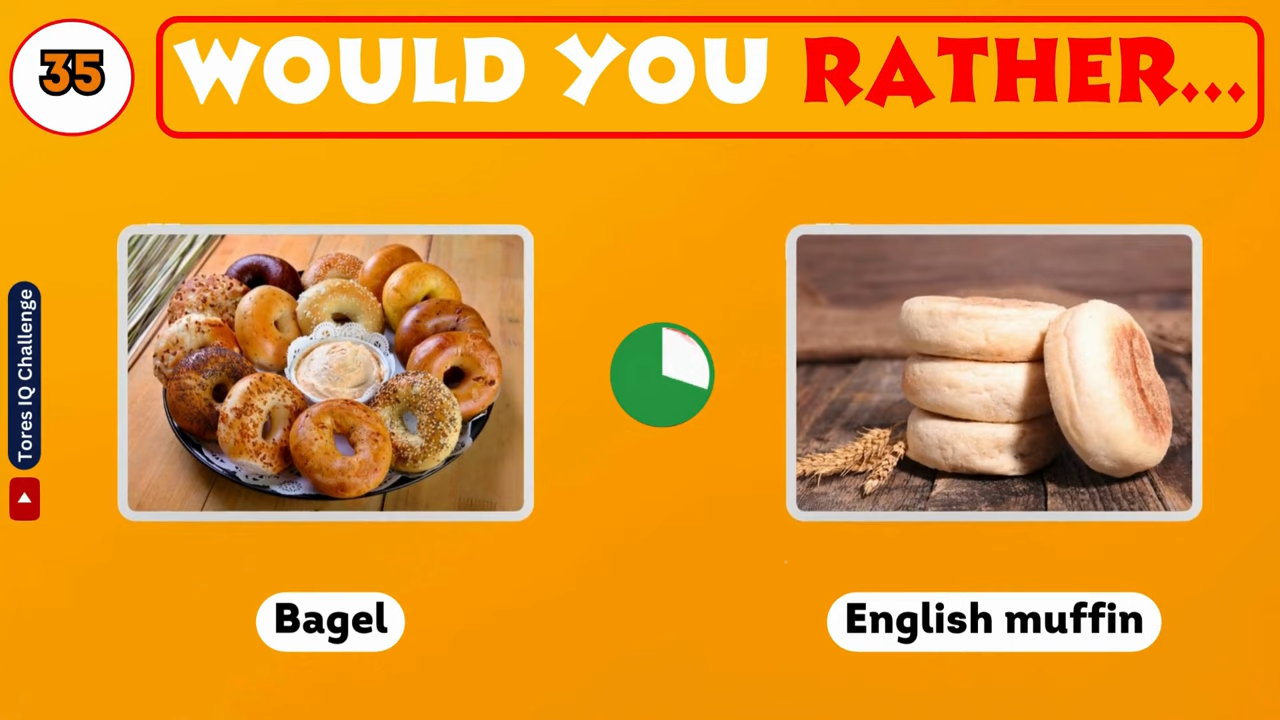 35
WOULD YOU RATHER...
Tores IQ Challenge
Bagel
English muffin